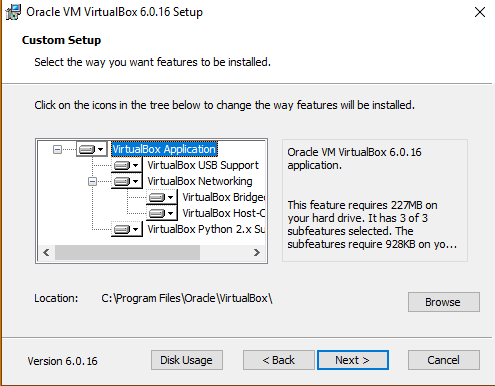 Oracle VM VirtualBox 6.0.16 Setup
Custom Setup
Select the way you want features to be installed.
Click on the icons in the tree below to change the way features will be installed.
VirtualBox Application
VirtualBox USB Support
VirtualBox Networking
VirtualBox Bridged
VirtualBox Host-O
VirtualBox Python 2.x Su
Oracle VM VirtualBox 6.0.16
application.
This feature requires 227MB on
your hard drive. It has 3 of 3
subfeatures selected. The
subfeatures require 928KB on yo...
Location: C:\Program Files\Oracle\VirtualBox\
Browse
Version 6.0.16 Disk Usage < Back Next > Cancel